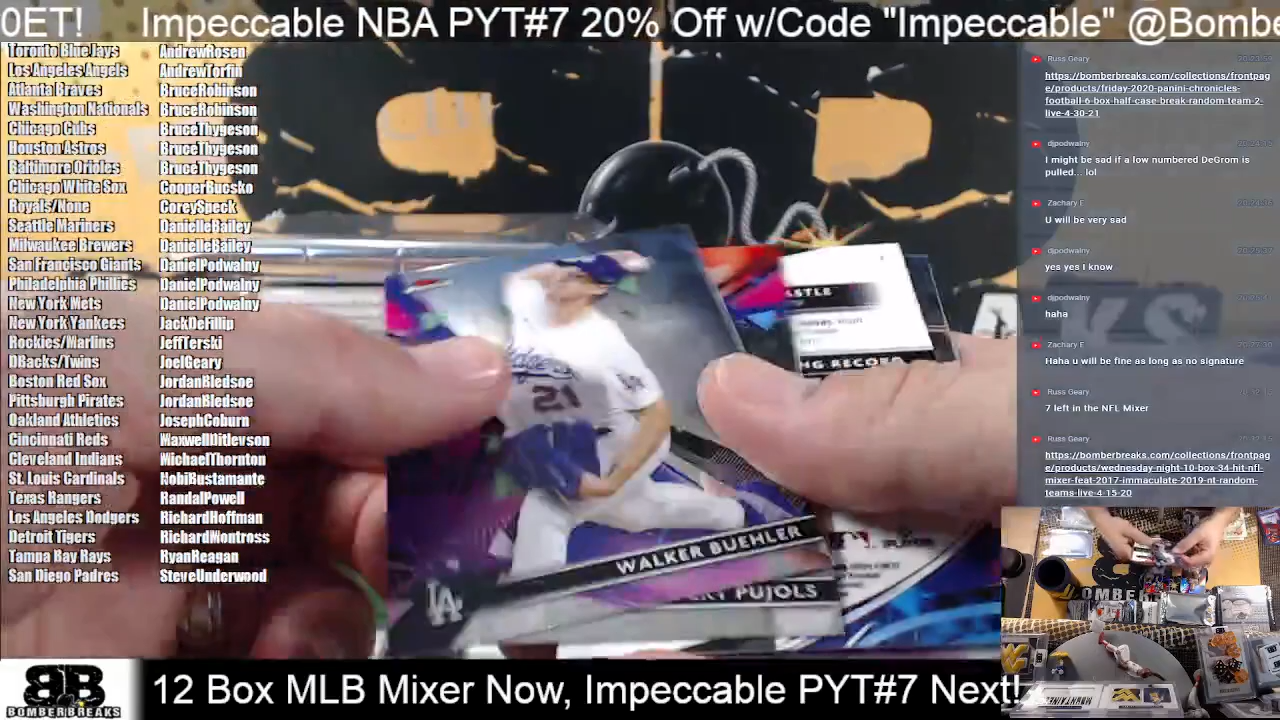 0ET! Impeccable NBA PYT#7 20% Off w/Code "Impeccable" @Bombe
Toronto Blue Jays AndrewRosen
Los Angeles Angels AndrewTorfin
Atlanta Braves BruceRobinson
Washington Nationals BruceRobinson
Chicago Cubs BruceThygeson
Houston Astros BruceThygeson
Baltimore Orioles BruceThygeson
Chicago White Sox CooperBucsko
Royals/None CoreySpeck
Seattle Mariners DanielleBailey
Milwaukee Brewers DanielleBailey
San Francisco Giants DanielPodwalny
Philadelphia Phillies DanielPodwalny
New York Mets DanielPodwalny
New York Yankees JackDeFillip
Rockies/Marlins JeffTerski
DBacks/Twins JoelGeary
Boston Red Sox JordanBledsoe
Pittsburgh Pirates JordanBledsoe
Oakland Athletics JosephCoburn
Cincinnati Reds MaxwellDitlevson
Cleveland Indians MichaelThornton
St. Louis Cardinals NobiBustamante
Texas Rangers RandalPowell
Los Angeles Dodgers RichardHoffman
Detroit Tigers RichardMontross
Tampa Bay Rays RyanReagan
San Diego Padres SteveUnderwood
21
WALKER BUEHLER
PUJOLS
LA
Russ Geary
https://bomberbreaks.com/collections/frontpag
e/products/friday-2020-panini-chronicles-
football-6-box-half-case-break-random-team-2-
live-4-30-21
djpodwalny
I might be sad if a low numbered DeGrom is
pulled... lol
Zachary E
U will be very sad
djpodwalny
yes yes I know
djpodwalny
haha
Zachary E
Haha u will be fine as long as no signature
Russ Geary
7 left in the NFL Mixer
Russ Geary
https://bomberbreaks.com/collections/frontpag
e/products/wednesday-night-10-box-34-hit-nfl-
mixer-feat-2017-immaculate-2019-nt-random-
teams-live-4-15-20
BOMBERBREAKS
12 Box MLB Mixer Now, Impeccable PYT#7 Next!